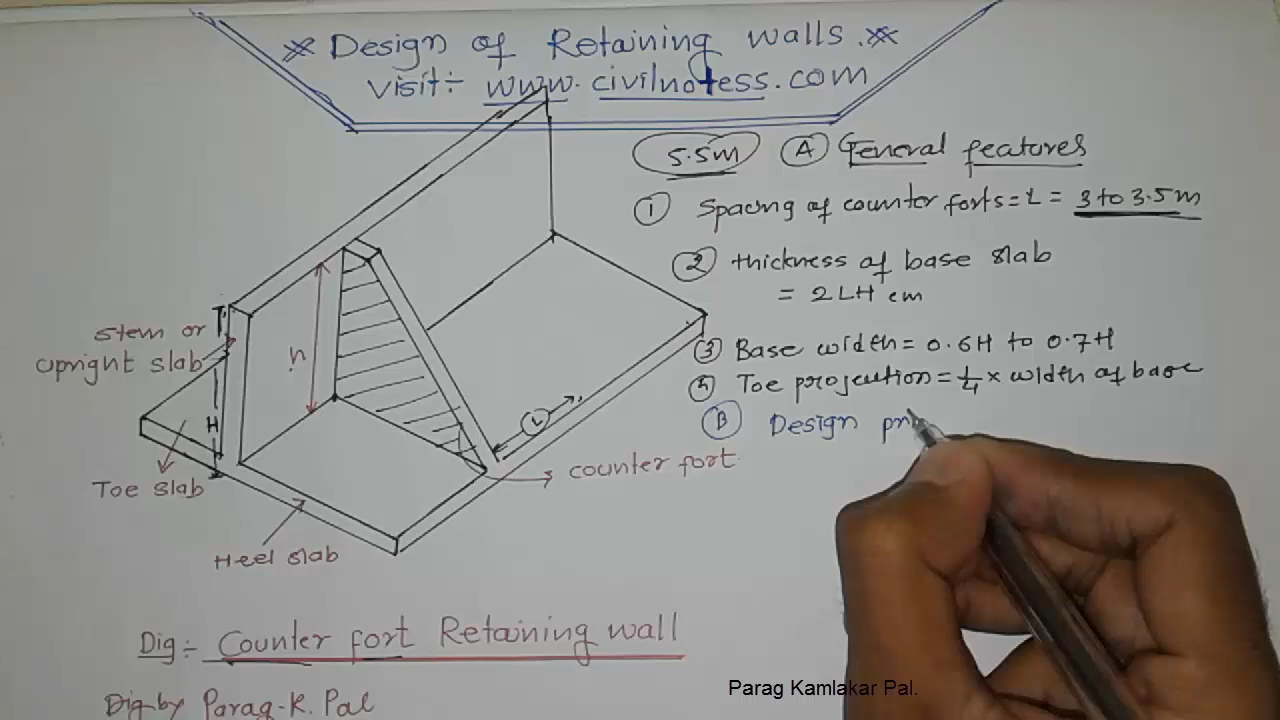 * Design of Retaining walls. *
visit:- www.civilnotess.com
5.5m Ⓐ General features
① Spacing of counter forts = L = 3 to 3.5m
② thickness of base slab
= 2LH cm
③ Base width = 0.6H to 0.7H
④ Toe projection = 1/4 × width of base
Ⓑ Design pri
stem or
upright slab
h
H
L
Toe slab
counter fort
Heel slab
Dig:- Counter fort Retaining wall
Dig-by Parag-K. Pal
Parag Kamlakar Pal.